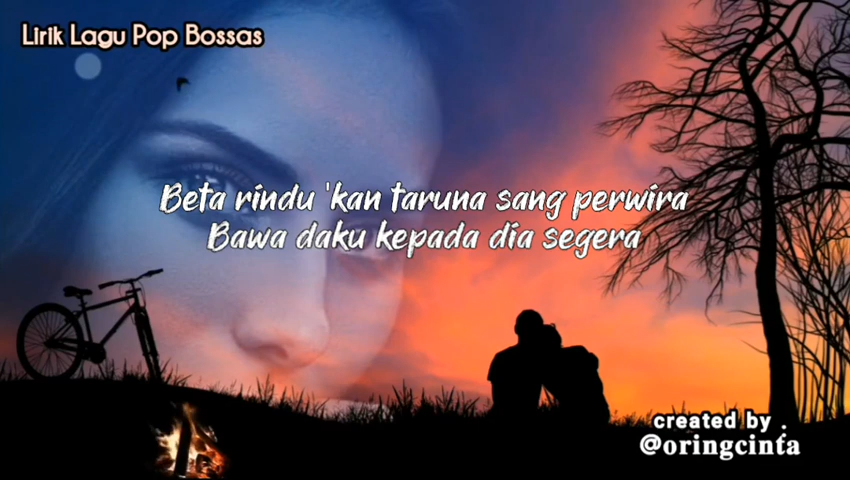 Lirik Lagu Pop Bossas
Beta rindu 'kan taruna sang perwira
Bawa daku kepada dia segera
created by .
@oringcinta